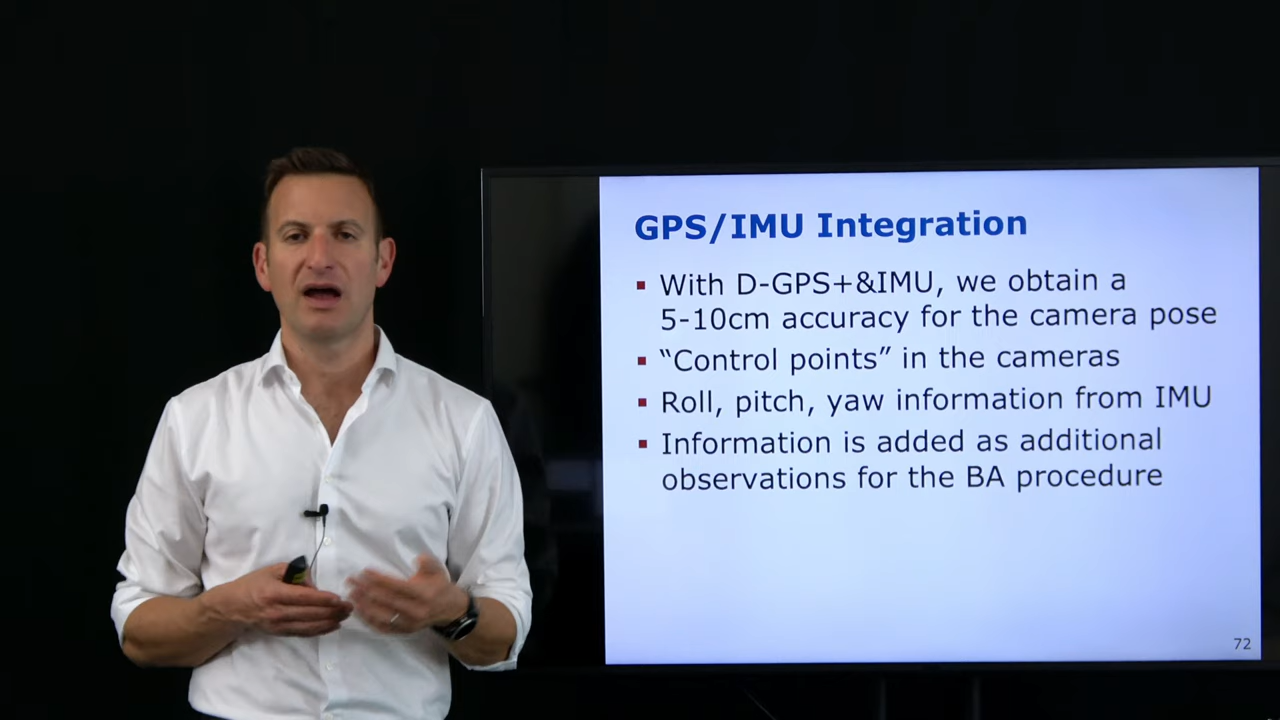 GPS/IMU Integration
▪ With D-GPS+&IMU, we obtain a
5-10cm accuracy for the camera pose
▪ “Control points” in the cameras
▪ Roll, pitch, yaw information from IMU
▪ Information is added as additional
observations for the BA procedure
72